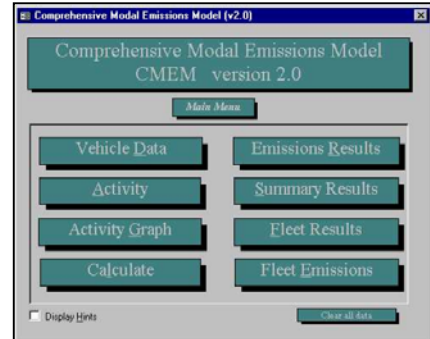 Comprehensive Modal Emissions Model (v2.0)
Comprehensive Modal Emissions Model
CMEM version 2.0
Main Menu
Vehicle Data
Emissions Results
Activity
Summary Results
Activity Graph
Fleet Results
Calculate
Fleet Emissions
Display Hints
Clear all data